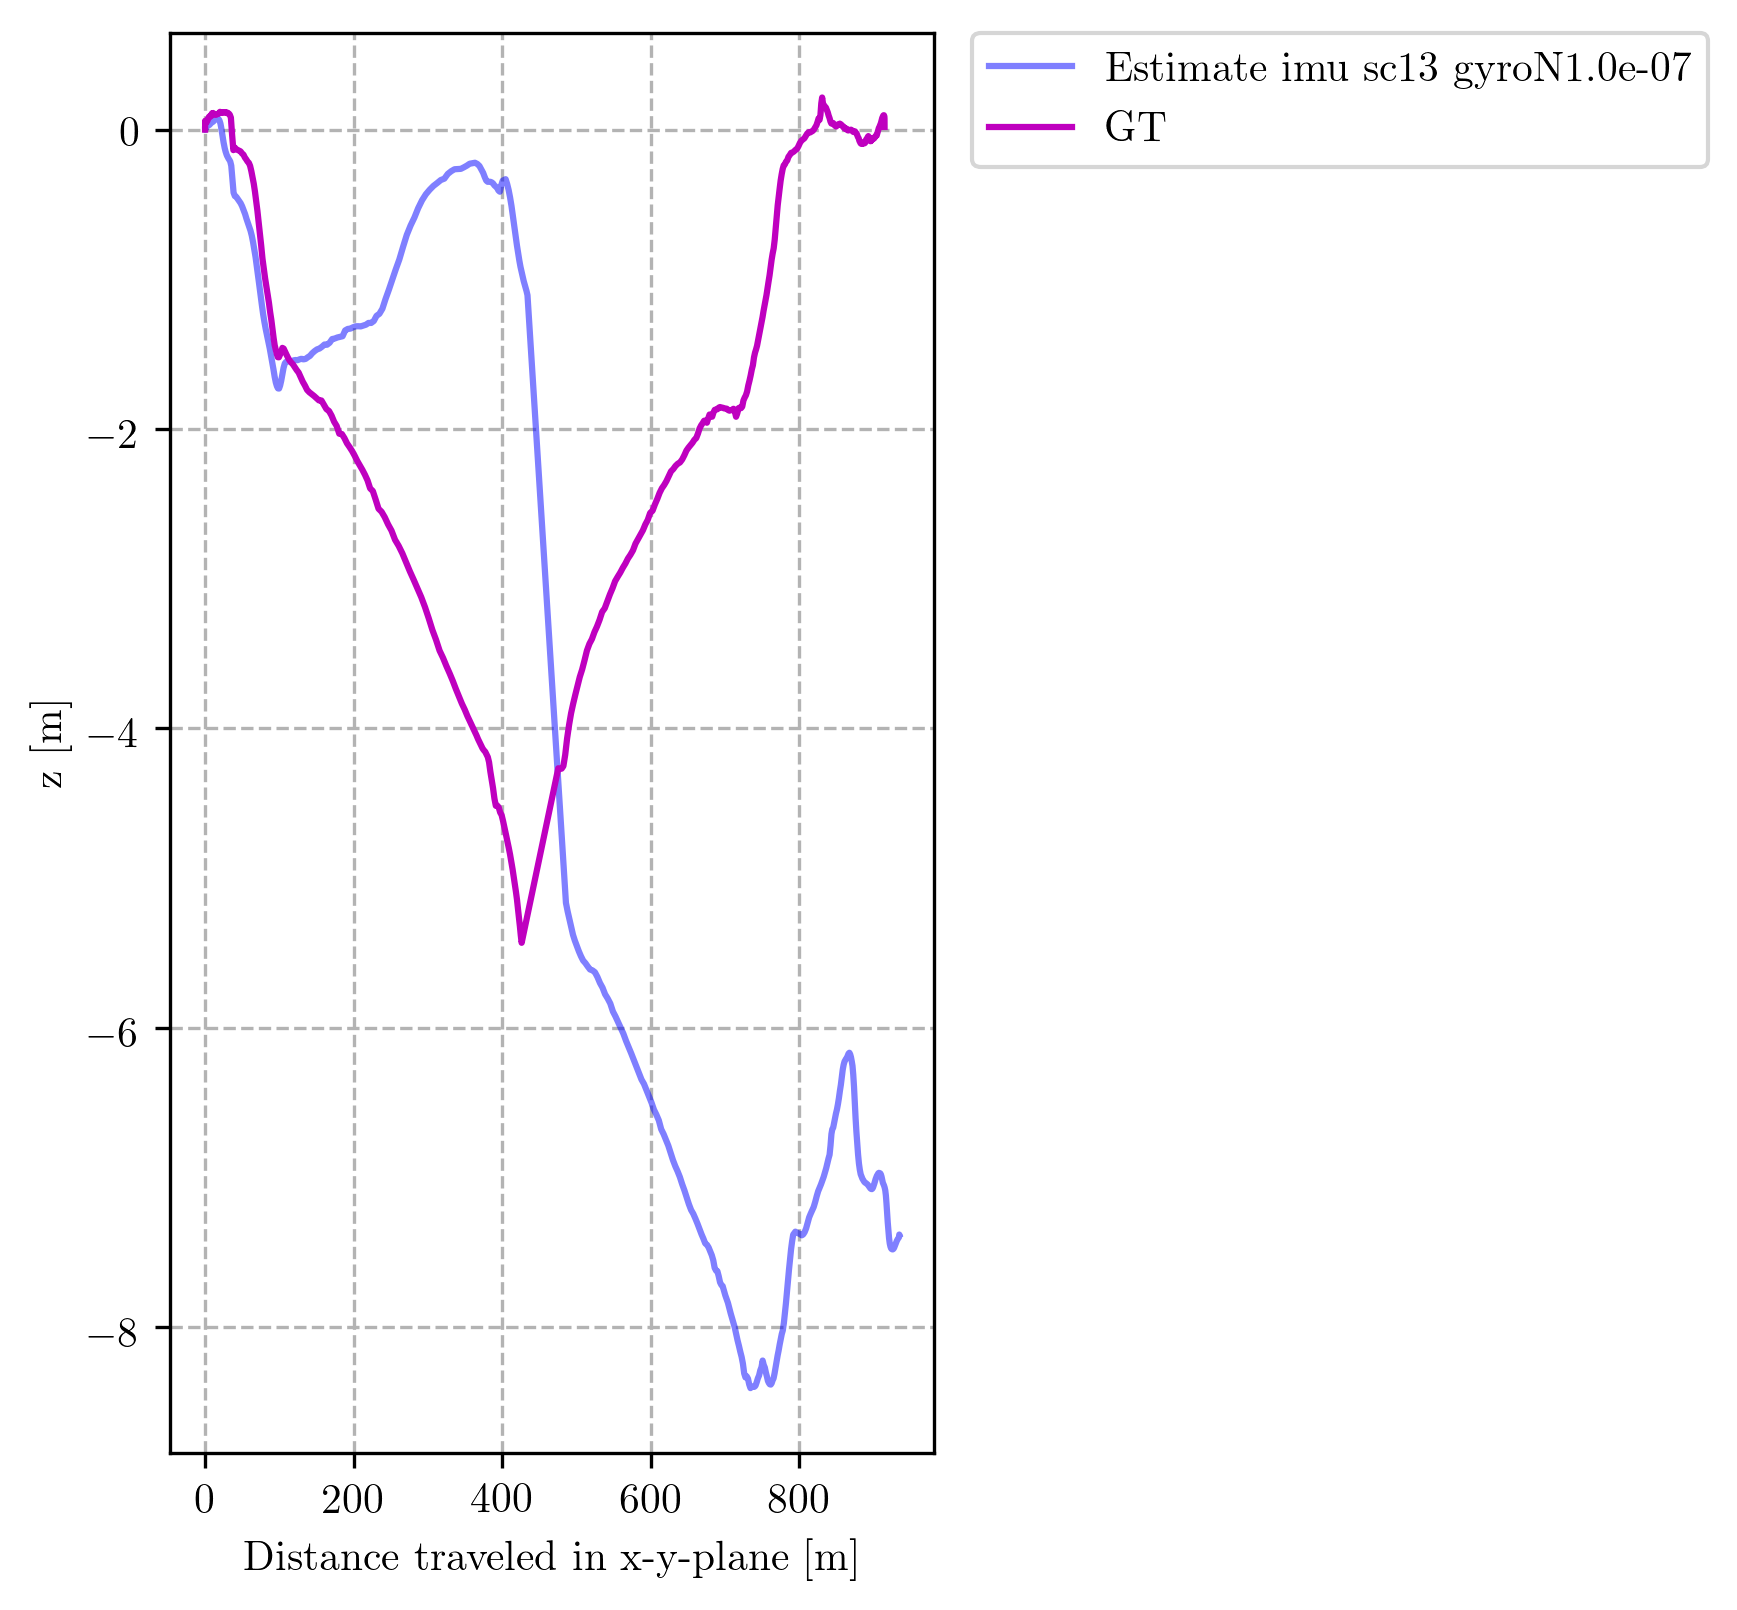 Estimate imu sc13 gyroN1.0e-07
GT
0
−2
−4
−6
−8
z [m]
0 200 400 600 800
Distance traveled in x-y-plane [m]